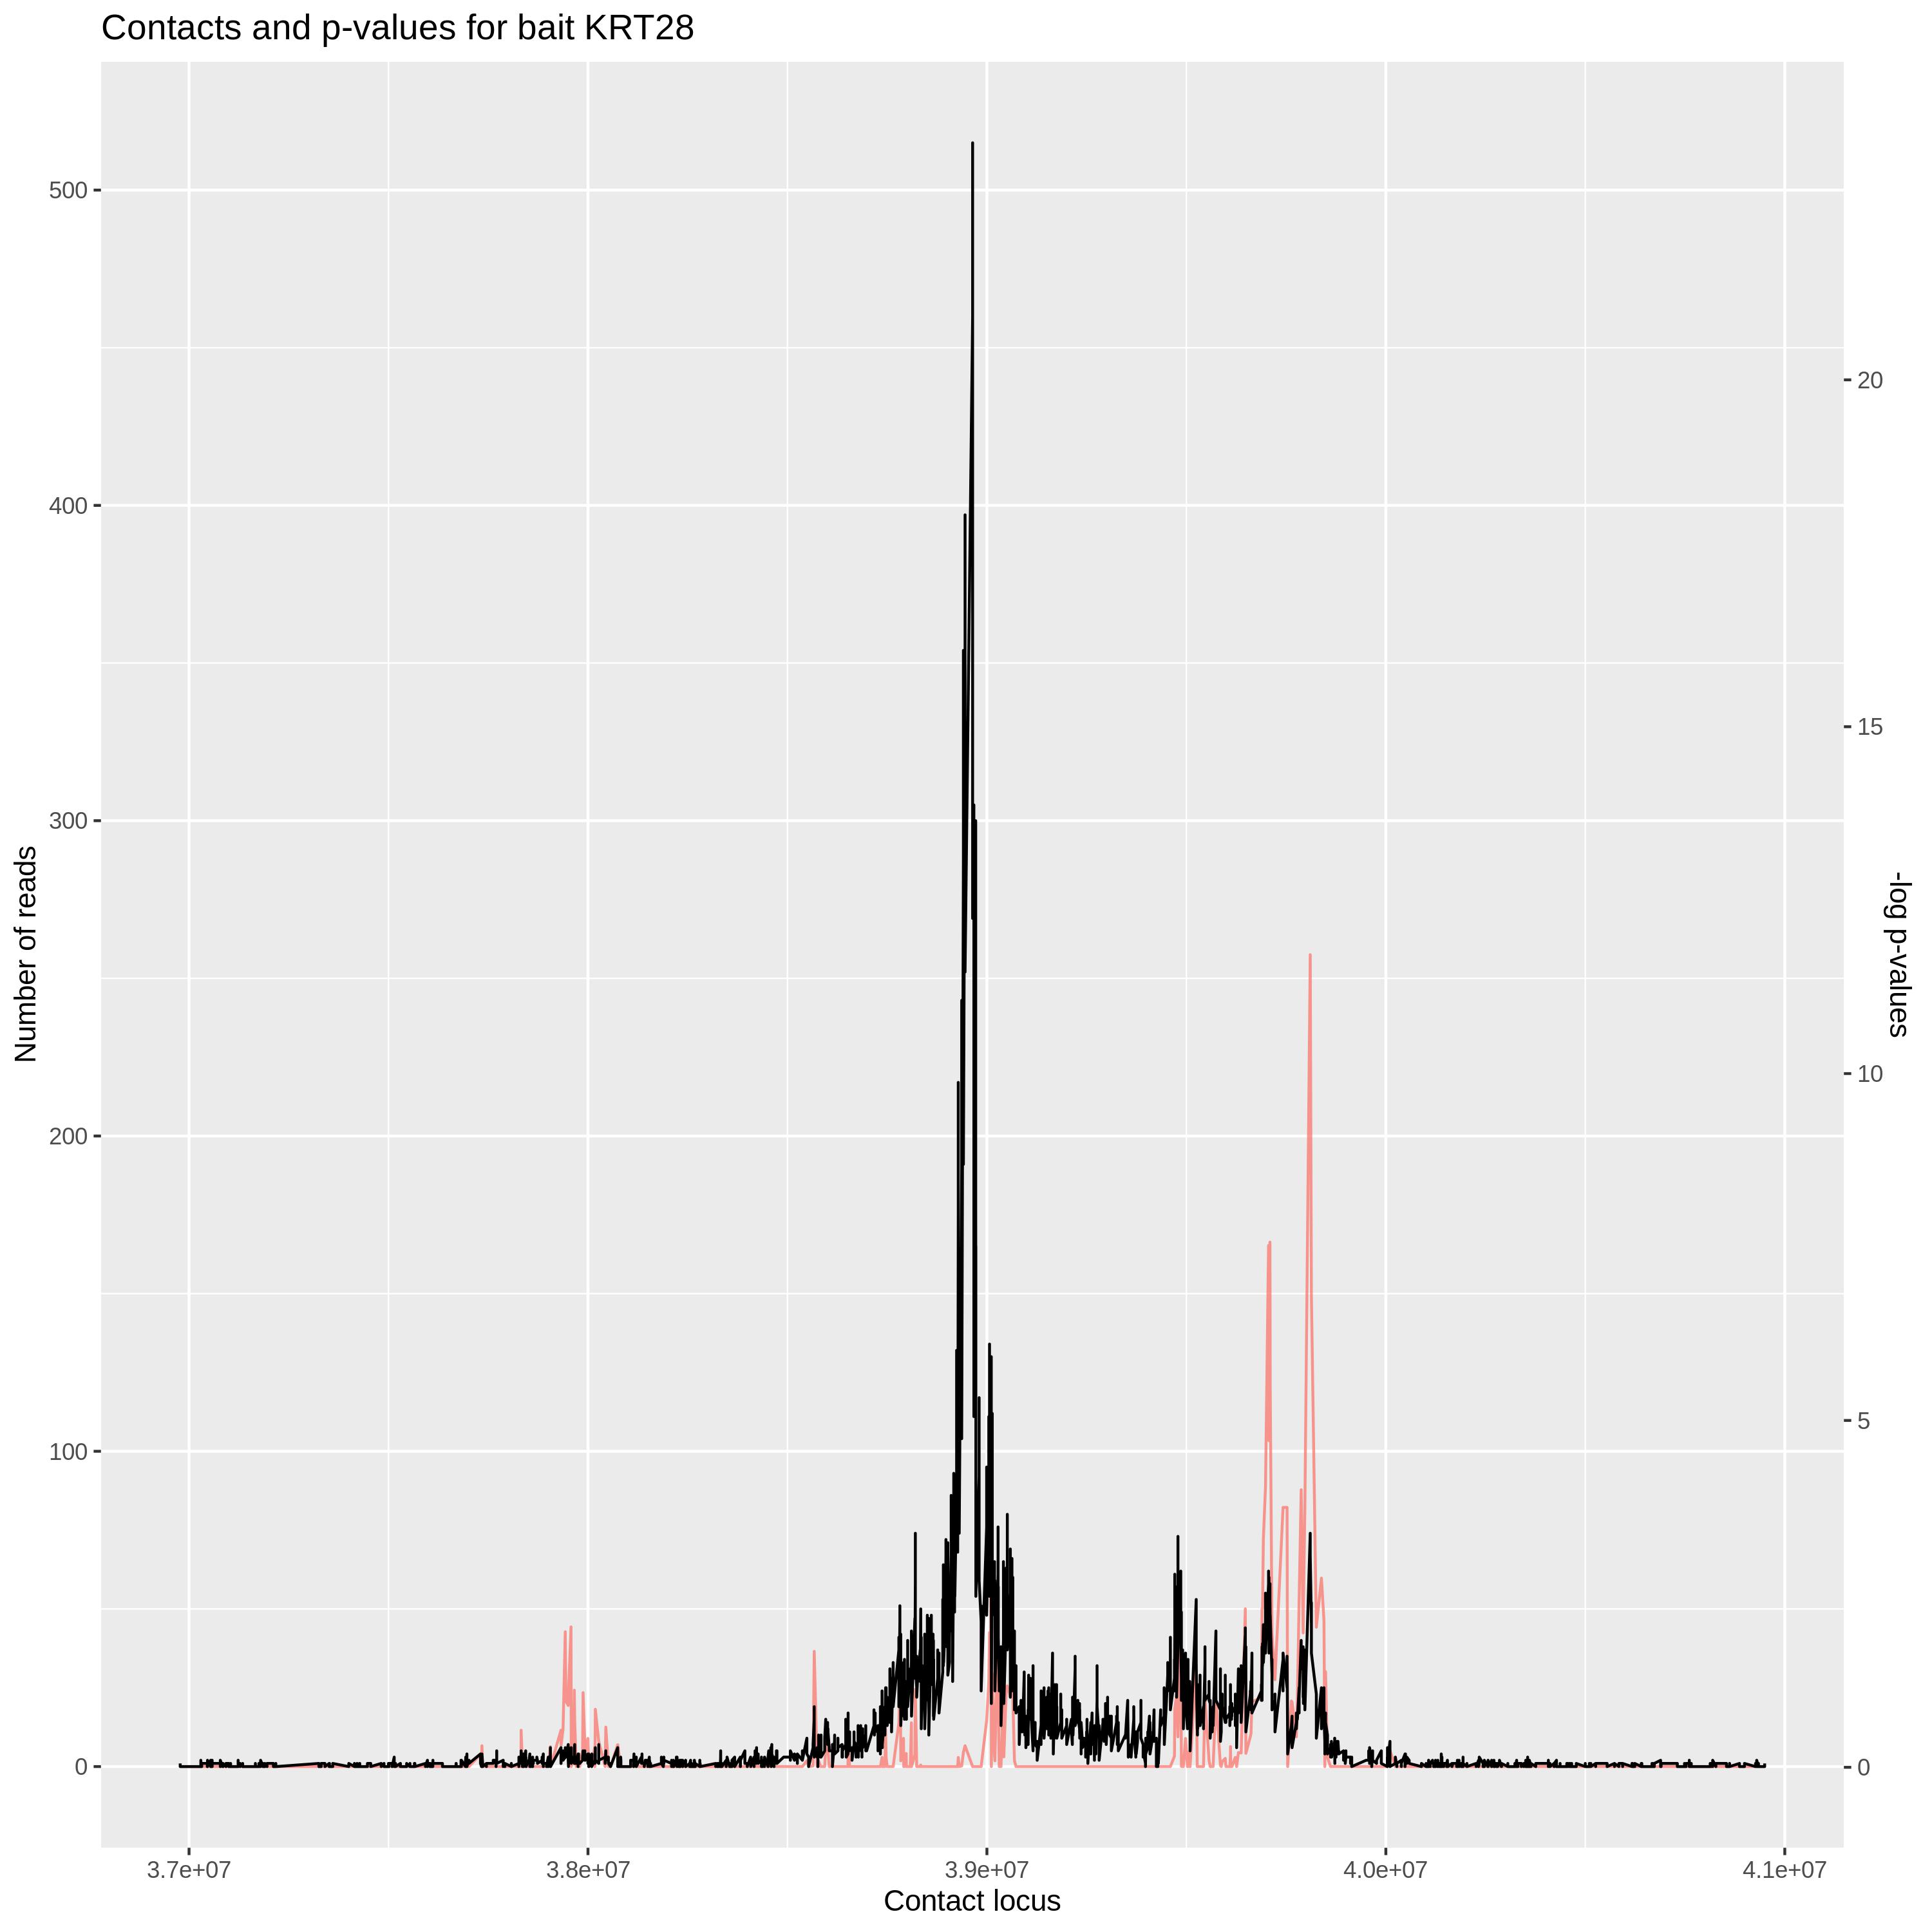 Contacts and p-values for bait KRT28
500
400
300
200
100
0
Number of reads
20
15
10
5
0
-log p-values
3.7e+07 3.8e+07 3.9e+07 4.0e+07 4.1e+07
Contact locus